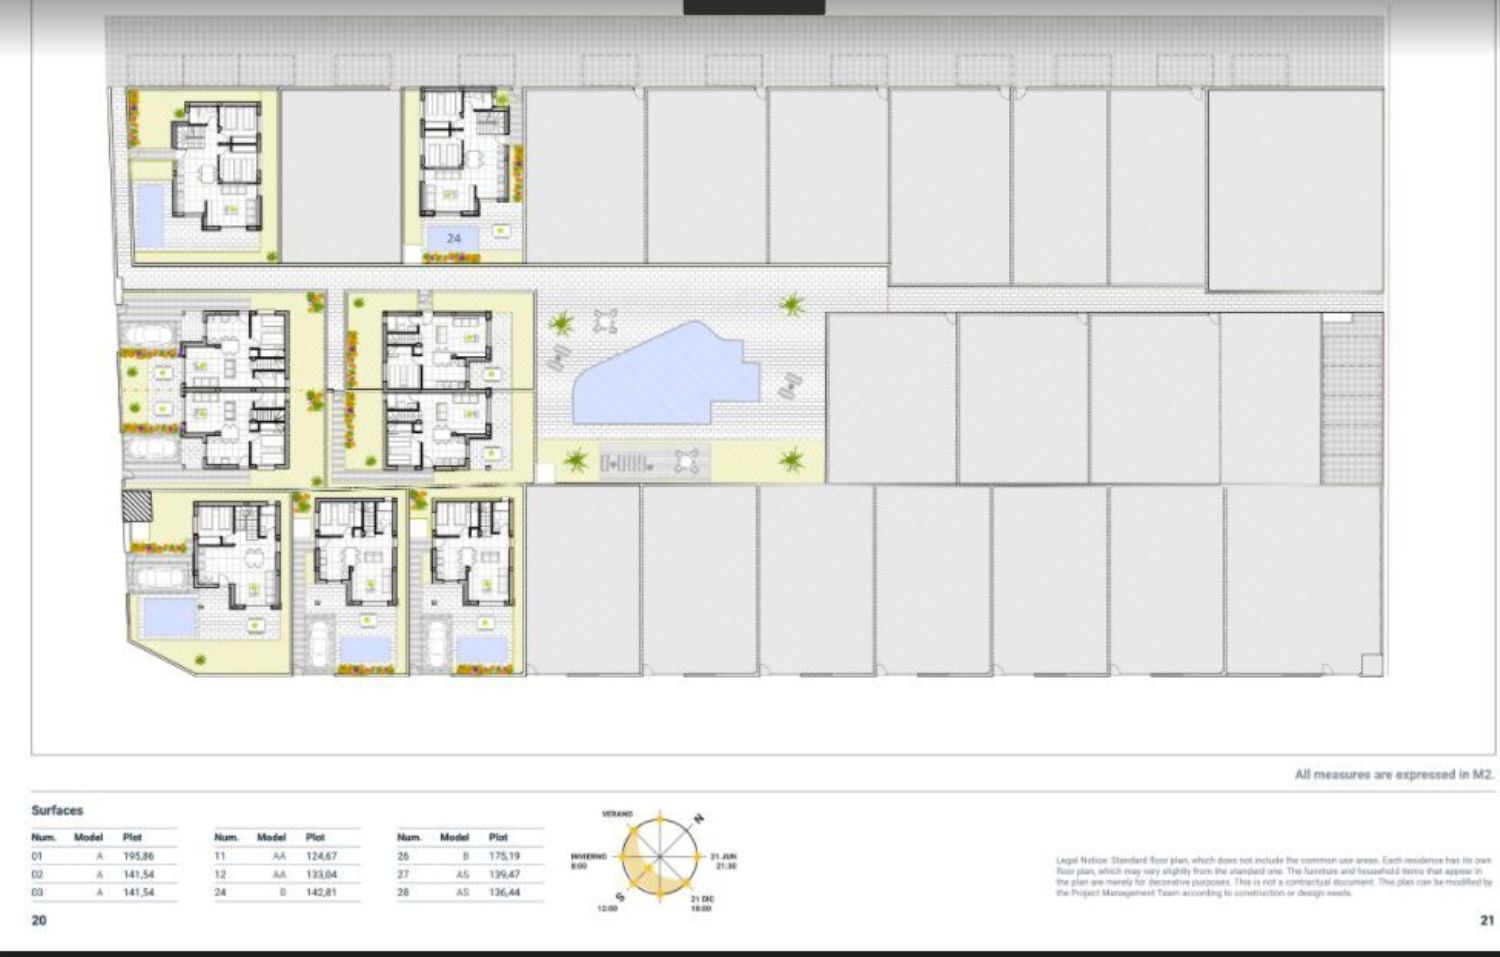 24
All measures are expressed in M2.
Surfaces
Num. Model Plot
01 A 195,86
02 A 141,54
03 A 141,54
Num. Model Plot
11 AA 124,67
12 AA 133,04
24 B 142,81
Num. Model Plot
26 B 175,19
27 AS 139,47
28 AS 136,44
VERANO
N
INVIERNO
8:00
21 JUN
21:30
S
12:00
21 DIC
18:00
Legal Notice: Standard floor plan, which does not include the common use areas. Each residence has its own
floor plan, which may vary slightly from the standard one. The furniture and household items that appear in
the plan are merely for decorative purposes. This is not a contractual document. This plan can be modified by
the Project Management Team according to construction or design needs.
20
21